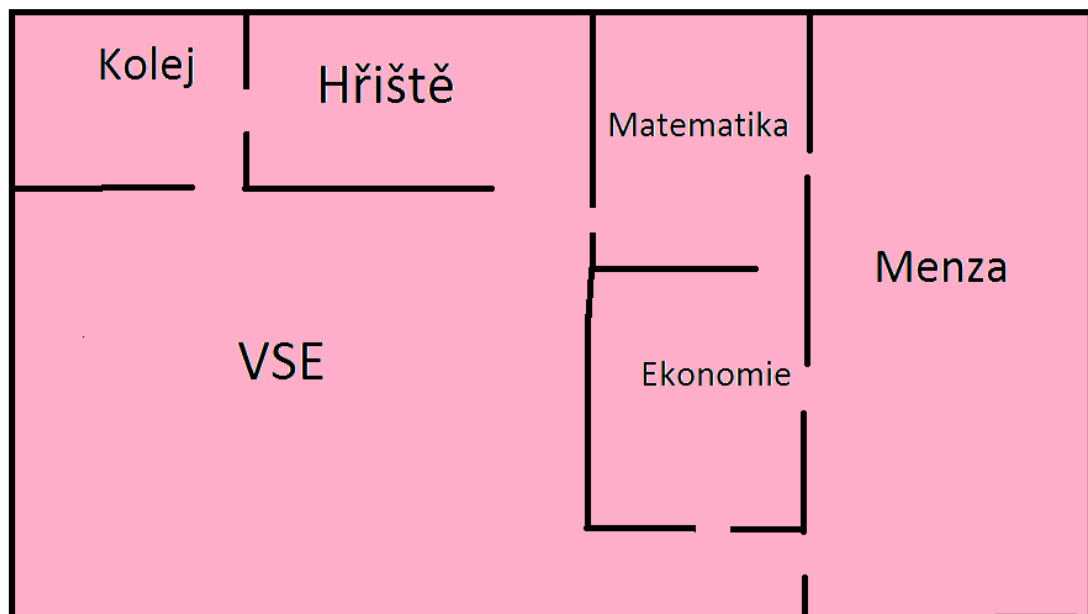 Kolej
Hřiště
Matematika
Menza
VSE
Ekonomie